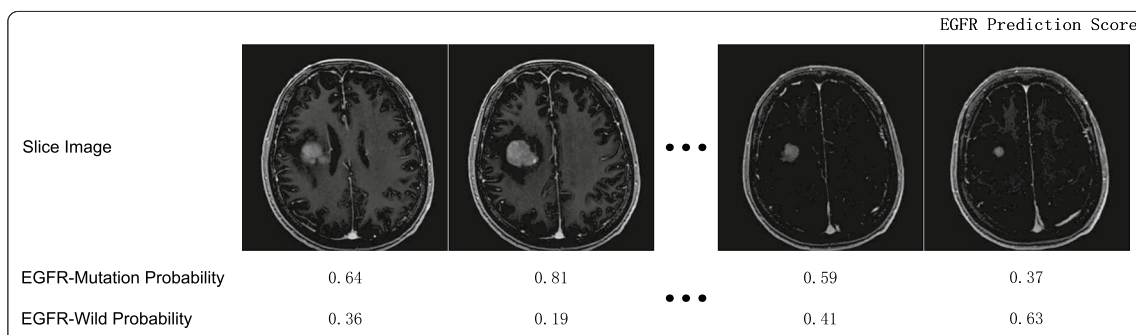 EGFR Prediction Score
Slice Image
EGFR-Mutation Probability 0.64 0.81 0.59 0.37
EGFR-Wild Probability 0.36 0.19 0.41 0.63